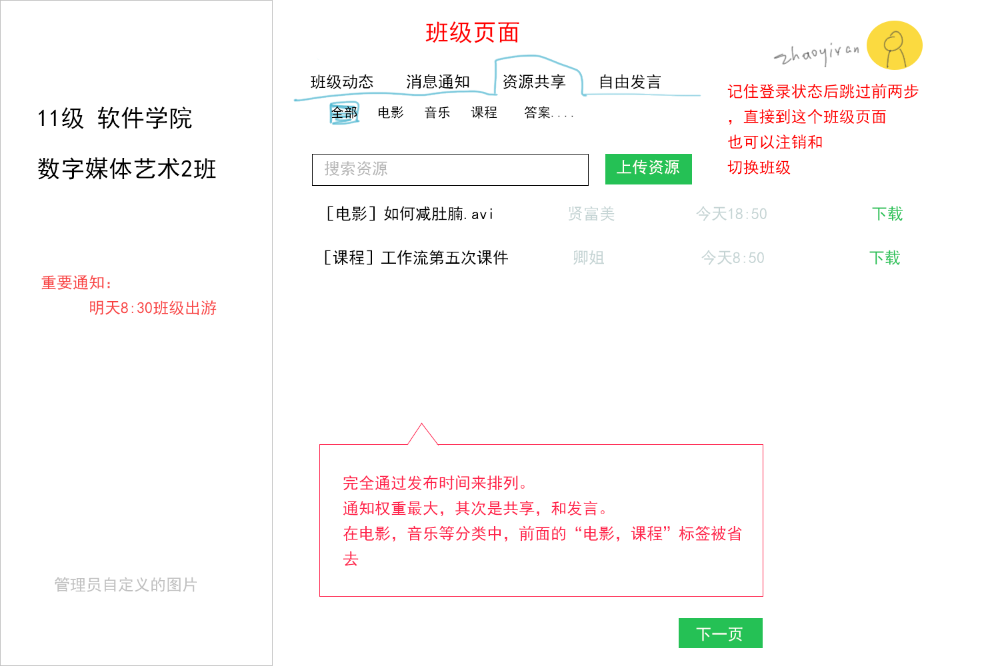 班级页面
zhaoyiran
11级 软件学院
数字媒体艺术2班
重要通知：
明天8:30班级出游
管理员自定义的图片
班级动态 消息通知 资源共享 自由发言
全部 电影 音乐 课程 答案....
记住登录状态后跳过前两步
，直接到这个班级页面
也可以注销和
切换班级
搜索资源 上传资源
［电影］如何减肚腩.avi 贤富美 今天18:50 下载
［课程］工作流第五次课件 卿姐 今天8:50 下载
完全通过发布时间来排列。
通知权重最大，其次是共享，和发言。
在电影，音乐等分类中，前面的“电影，课程”标签被省
去
下一页